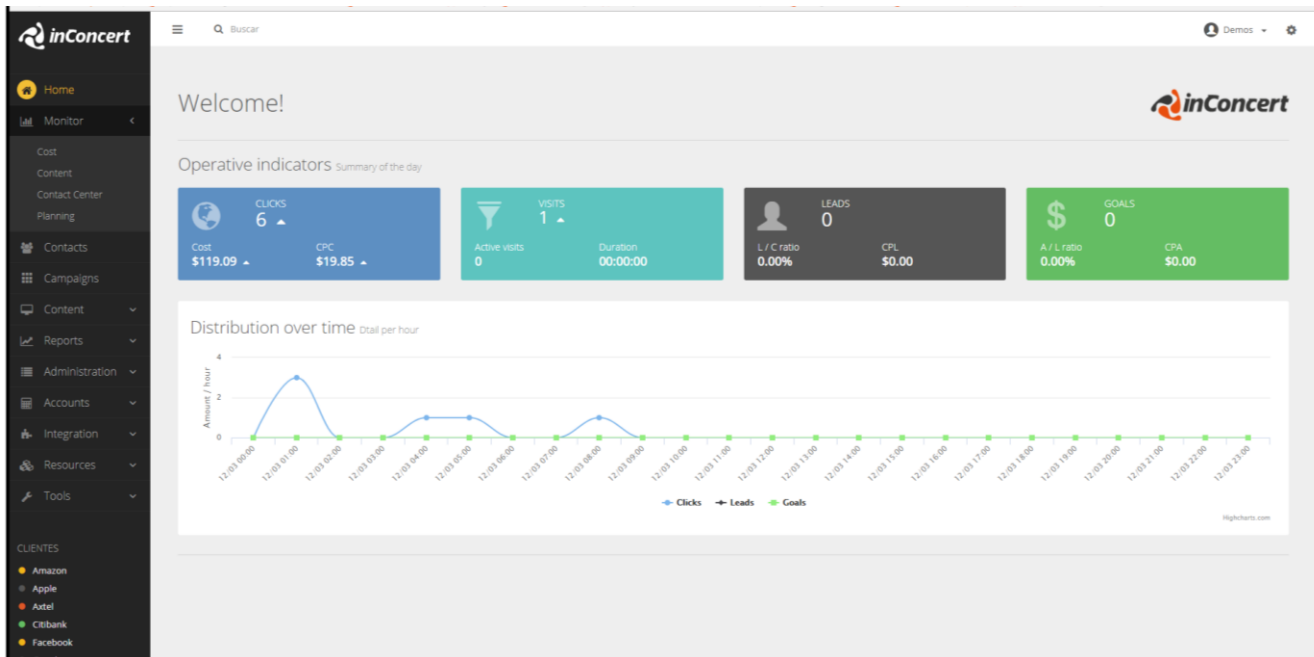 inConcert
Buscar
Demos
Home
Monitor
Cost
Content
Contact Center
Planning
Contacts
Campaigns
Content
Reports
Administration
Accounts
Integration
Resources
Tools
CLIENTES
Amazon
Apple
Axtel
Citibank
Facebook
Welcome!
inConcert
Operative indicators Summary of the day
CLICKS
6
Cost CPC
$119.09 $19.85
VISITS
1
Active visits Duration
0 00:00:00
LEADS
0
L / C ratio CPL
0.00% $0.00
GOALS
0
A / L ratio CPA
0.00% $0.00
Distribution over time Dtail per hour
Amount / hour
4
2
0
12/03 00:00 12/03 01:00 12/03 02:00 12/03 03:00 12/03 04:00 12/03 05:00 12/03 06:00 12/03 07:00 12/03 08:00 12/03 09:00 12/03 10:00 12/03 11:00 12/03 12:00 12/03 13:00 12/03 14:00 12/03 15:00 12/03 16:00 12/03 17:00 12/03 18:00 12/03 19:00 12/03 20:00 12/03 21:00 12/03 22:00 12/03 23:00
Clicks Leads Goals
Highcharts.com